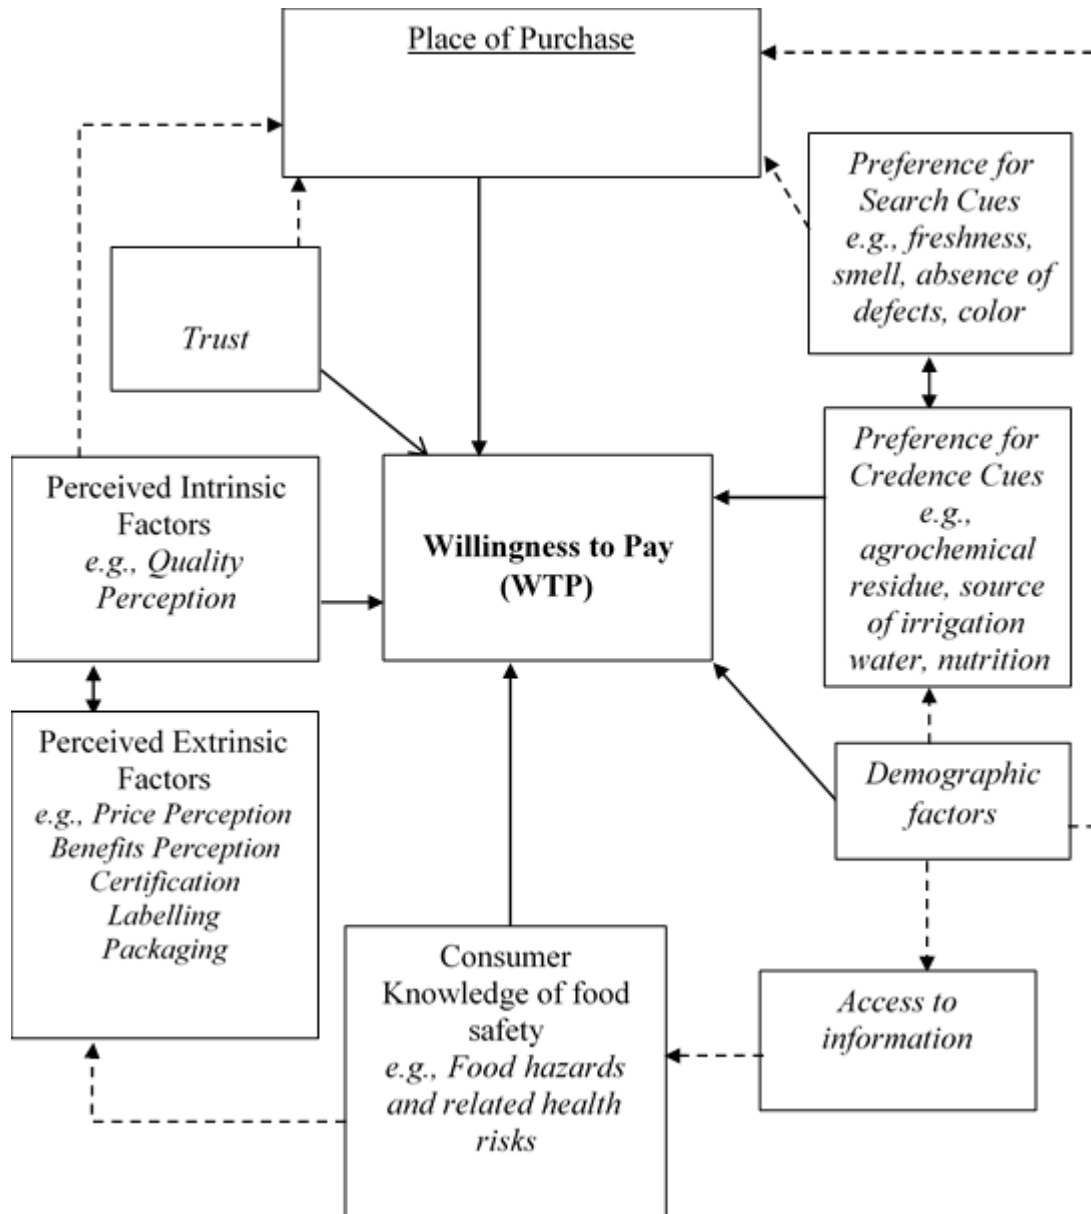 Place of Purchase
Preference for
Search Cues
e.g., freshness,
smell, absence of
defects, color
Trust
Preference for
Credence Cues
e.g.,
agrochemical
residue, source
of irrigation
water, nutrition
Perceived Intrinsic
Factors
e.g., Quality
Perception
Willingness to Pay
(WTP)
Perceived Extrinsic
Factors
e.g., Price Perception
Benefits Perception
Certification
Labelling
Packaging
Demographic
factors
Consumer
Knowledge of food
safety
e.g., Food hazards
and related health
risks
Access to
information